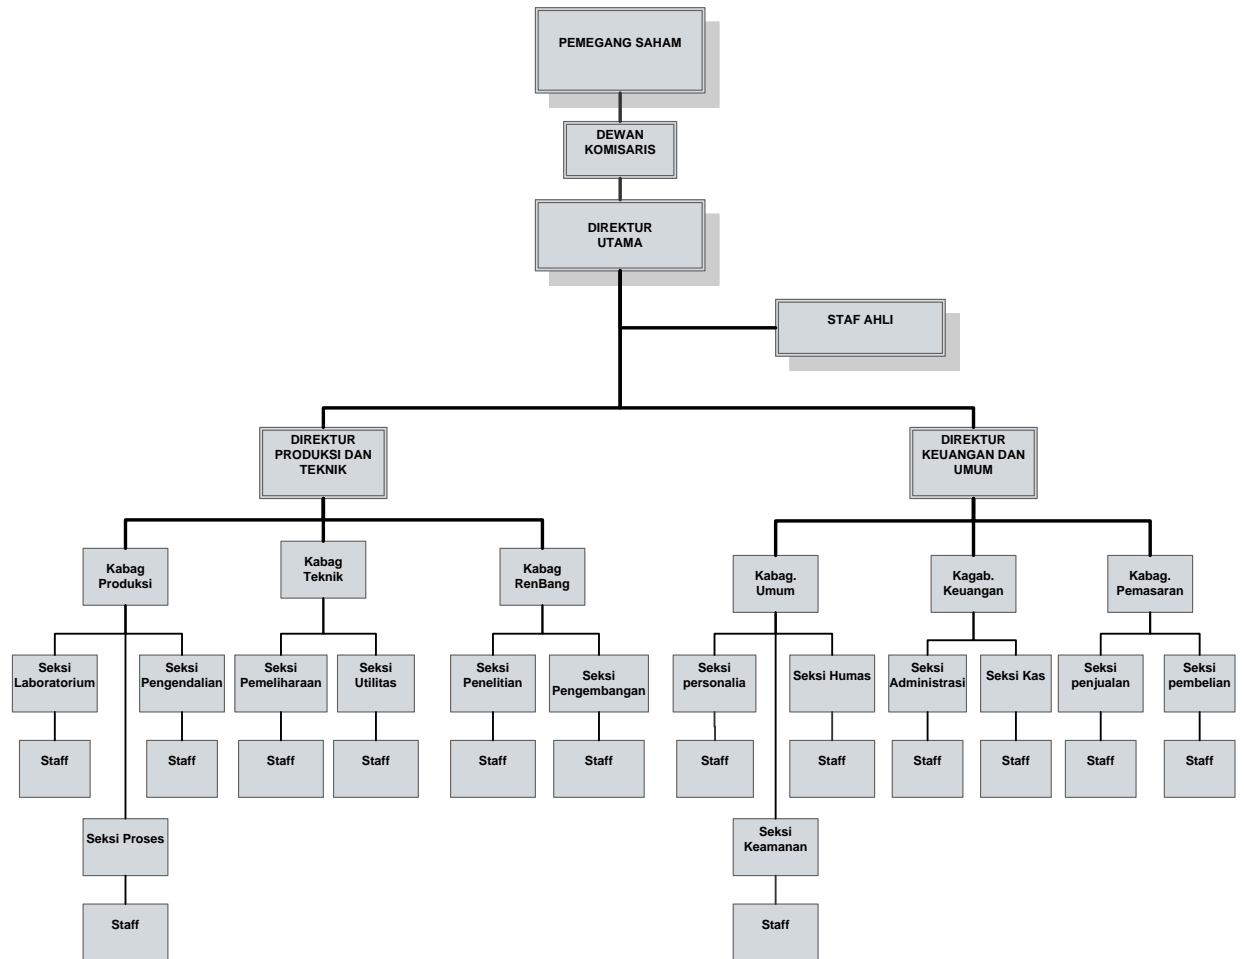 PEMEGANG SAHAM
DEWAN
KOMISARIS
DIREKTUR
UTAMA
STAF AHLI
DIREKTUR
PRODUKSI DAN
TEKNIK
DIREKTUR
KEUANGAN DAN
UMUM
Kabag
Produksi
Kabag
Teknik
Kabag
RenBang
Kabag.
Umum
Kagab.
Keuangan
Kabag.
Pemasaran
Seksi
Laboratorium
Seksi
Pengendalian
Seksi
Pemeliharaan
Seksi
Utilitas
Seksi
Penelitian
Seksi
Pengembangan
Seksi
personalia
Seksi Humas
Seksi
Administrasi
Seksi Kas
Seksi
penjualan
Seksi
pembelian
Staff
Staff
Staff
Staff
Staff
Staff
Staff
Staff
Staff
Staff
Staff
Staff
Seksi Proses
Seksi
Keamanan
Staff
Staff